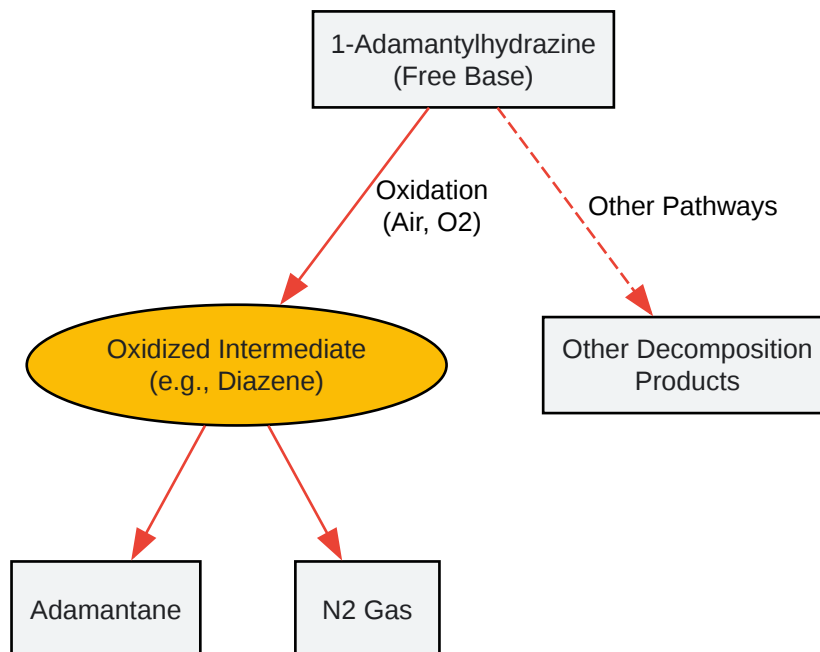 1-Adamantylhydrazine
(Free Base)
Oxidation
(Air, O2)
Other Pathways
Oxidized Intermediate
(e.g., Diazene)
Other Decomposition
Products
Adamantane
N2 Gas